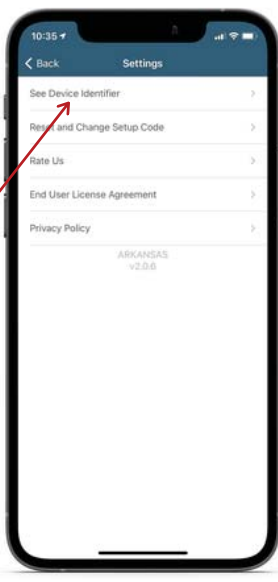 10:35
Back Settings
See Device Identifier
Reset and Change Setup Code
Rate Us
End User License Agreement
Privacy Policy
ARKANSAS
v2.0.6